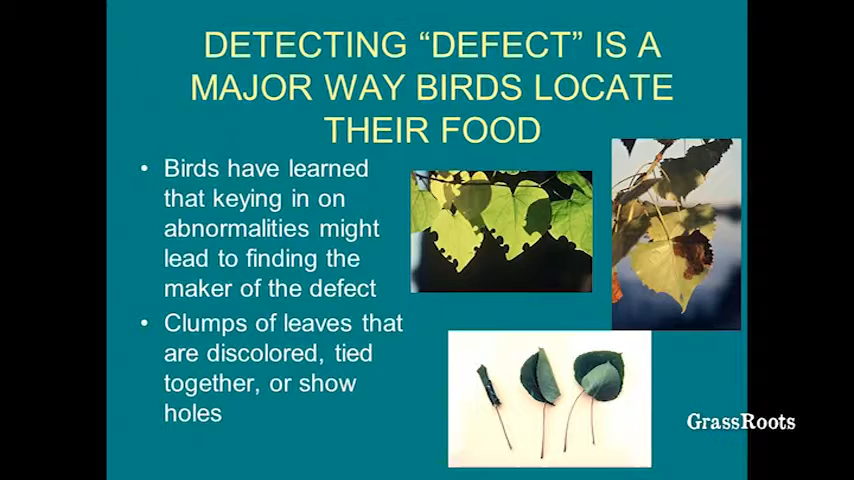 DETECTING “DEFECT” IS A
MAJOR WAY BIRDS LOCATE
THEIR FOOD
• Birds have learned
that keying in on
abnormalities might
lead to finding the
maker of the defect
• Clumps of leaves that
are discolored, tied
together, or show
holes
GrassRoots